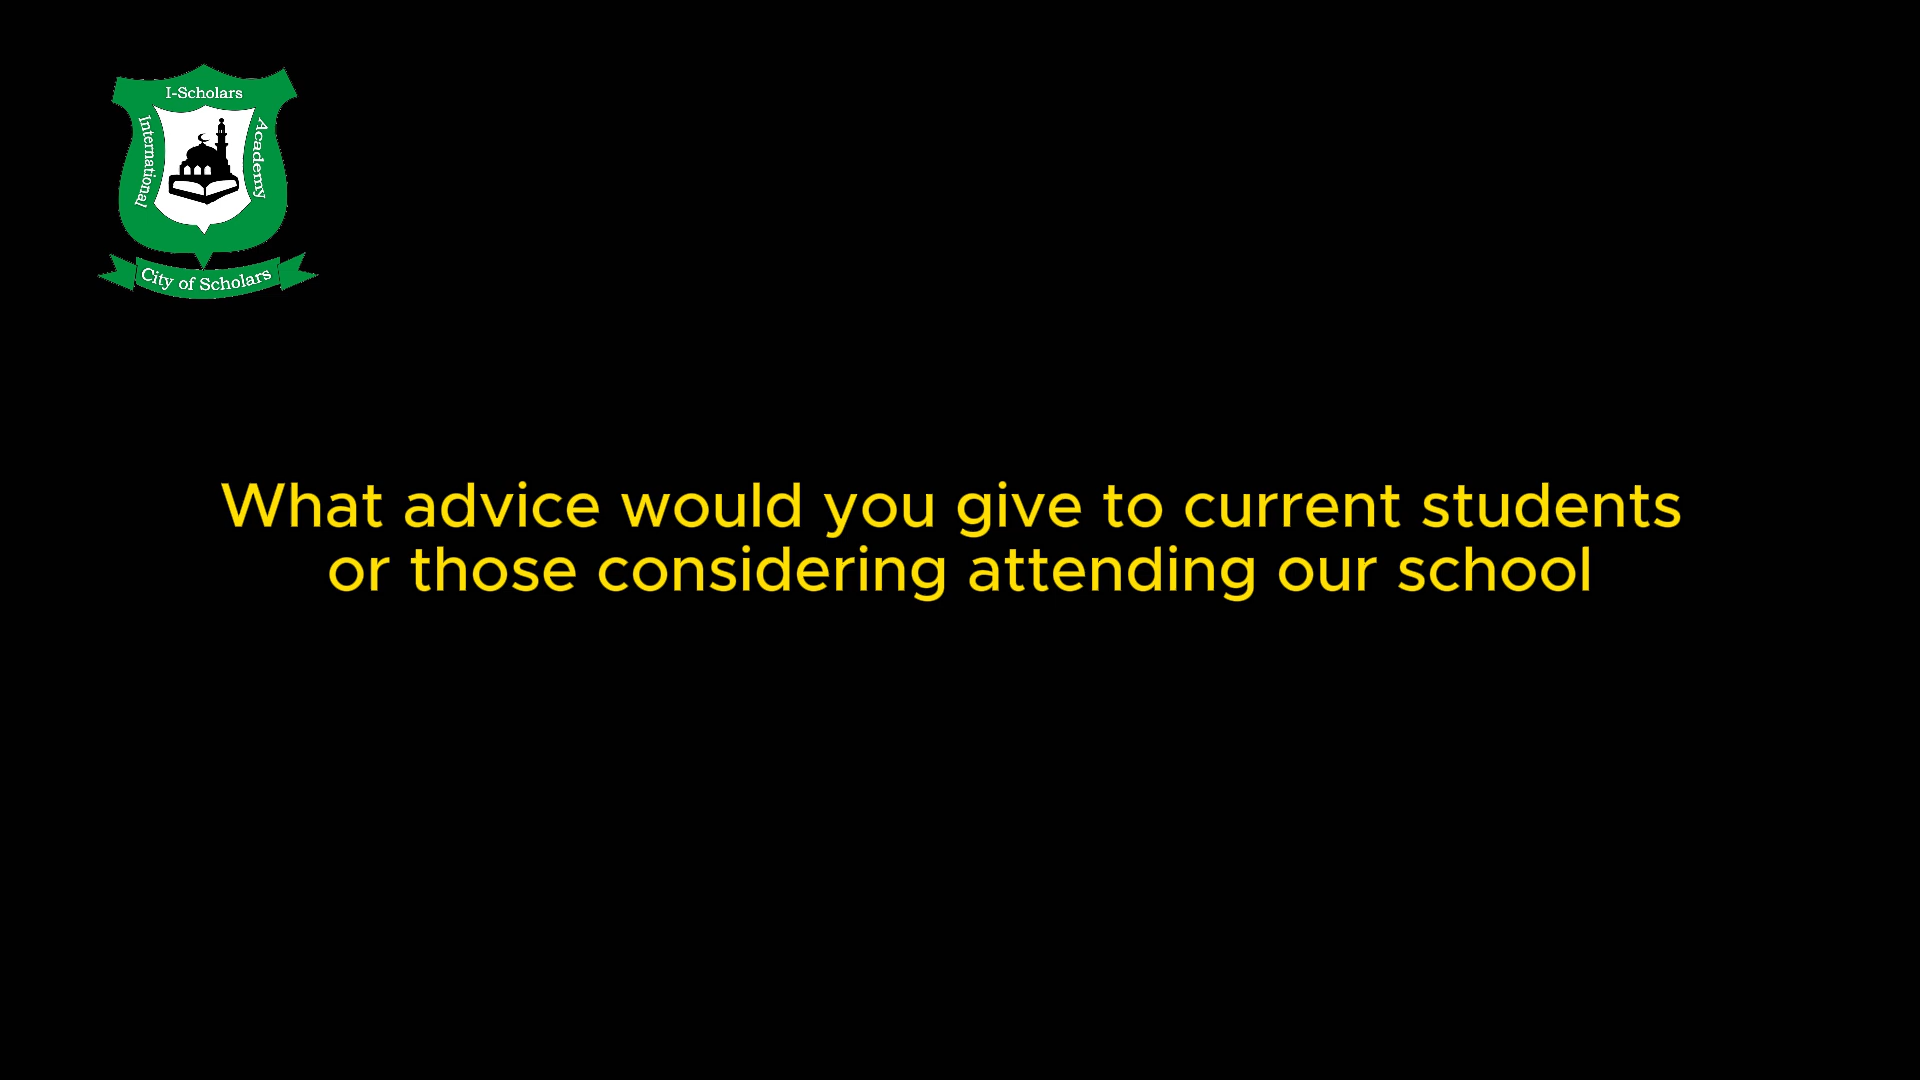 I-Scholars
International
Academy
City of Scholars
What advice would you give to current students
or those considering attending our school